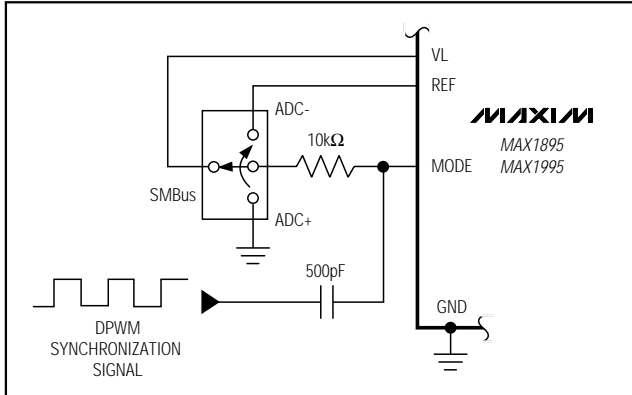 VL
REF
ADC-
10kΩ
MAXIM
MAX1895
MAX1995
MODE
SMBus
ADC+
500pF
GND
DPWM
SYNCHRONIZATION
SIGNAL